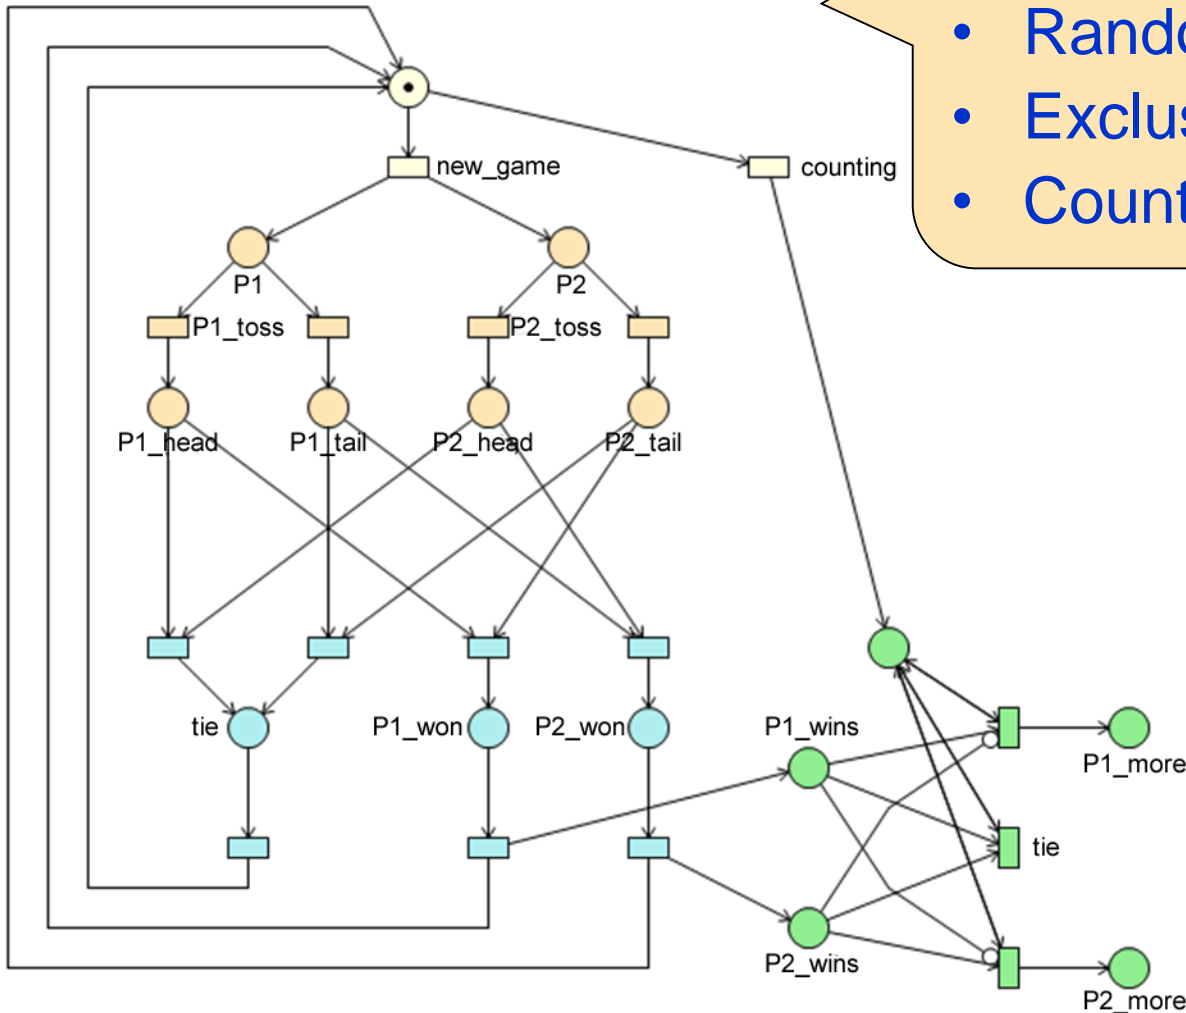 • Rando
• Exclus
• Count
new_game
counting
P1
P2
P1_toss
P2_toss
P1_head
P1_tail
P2_head
P2_tail
tie
P1_won
P2_won
P1_wins
P1_more
tie
P2_wins
P2_more